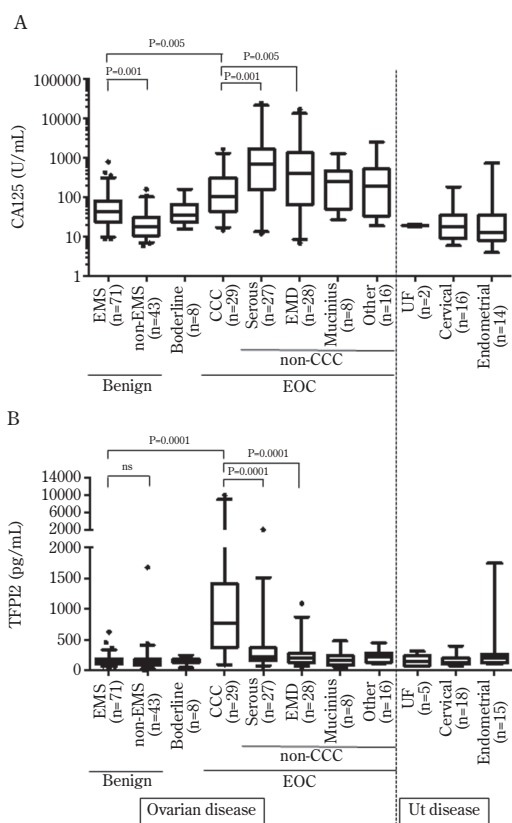 A
P=0.005
P=0.005
P=0.001
P=0.001
CA125 (U/mL)
100000
10000
1000
100
10
1
EMS (n=71)
non-EMS (n=43)
Boderline (n=8)
CCC (n=29)
Serous (n=27)
EMD (n=28)
Mucinius (n=8)
Other (n=16)
UF (n=2)
Cervical (n=16)
Endometrial (n=14)
non-CCC
Benign
EOC
B
P=0.0001
P=0.0001
ns
P=0.0001
TFPI2 (pg/mL)
14000
10000
6000
2000
2000
1500
1000
500
0
EMS (n=71)
non-EMS (n=43)
Boderline (n=8)
CCC (n=29)
Serous (n=27)
EMD (n=28)
Mucinius (n=8)
Other (n=16)
UF (n=5)
Cervical (n=18)
Endometrial (n=15)
non-CCC
Benign
EOC
Ovarian disease
Ut disease